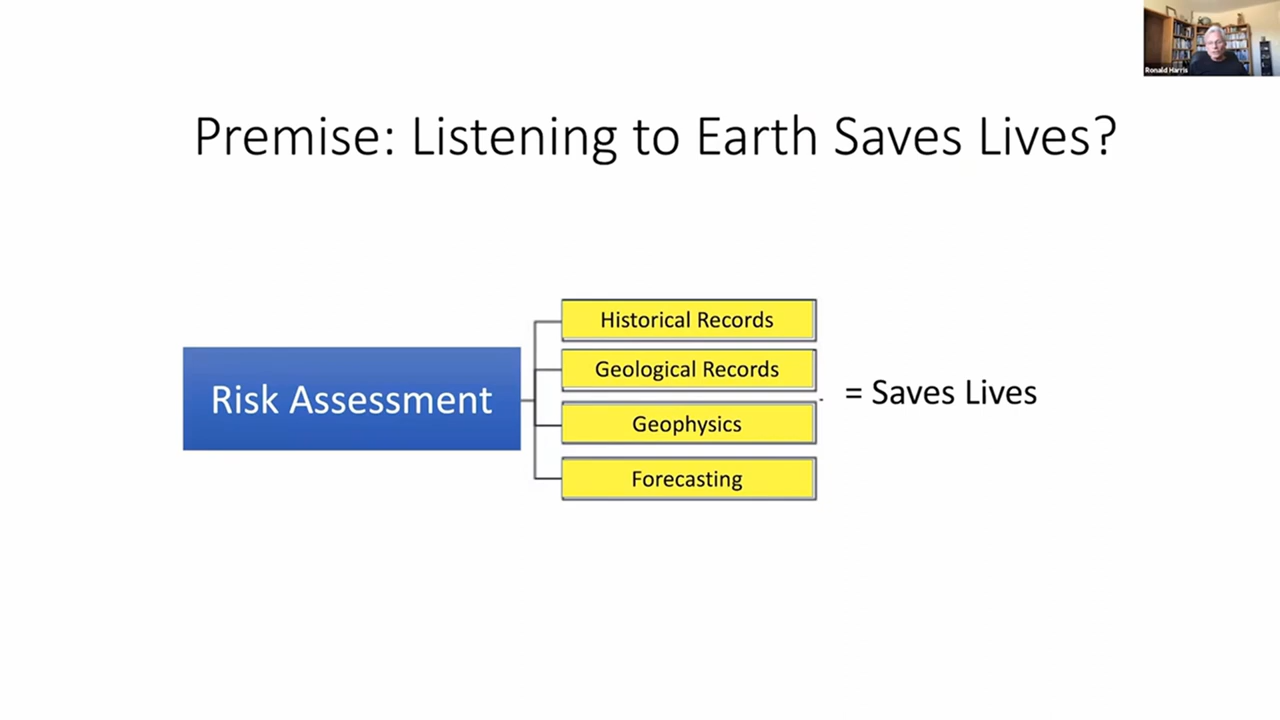 Ronald Harris
Premise: Listening to Earth Saves Lives?
Historical Records
Geological Records
Risk Assessment
= Saves Lives
Geophysics
Forecasting